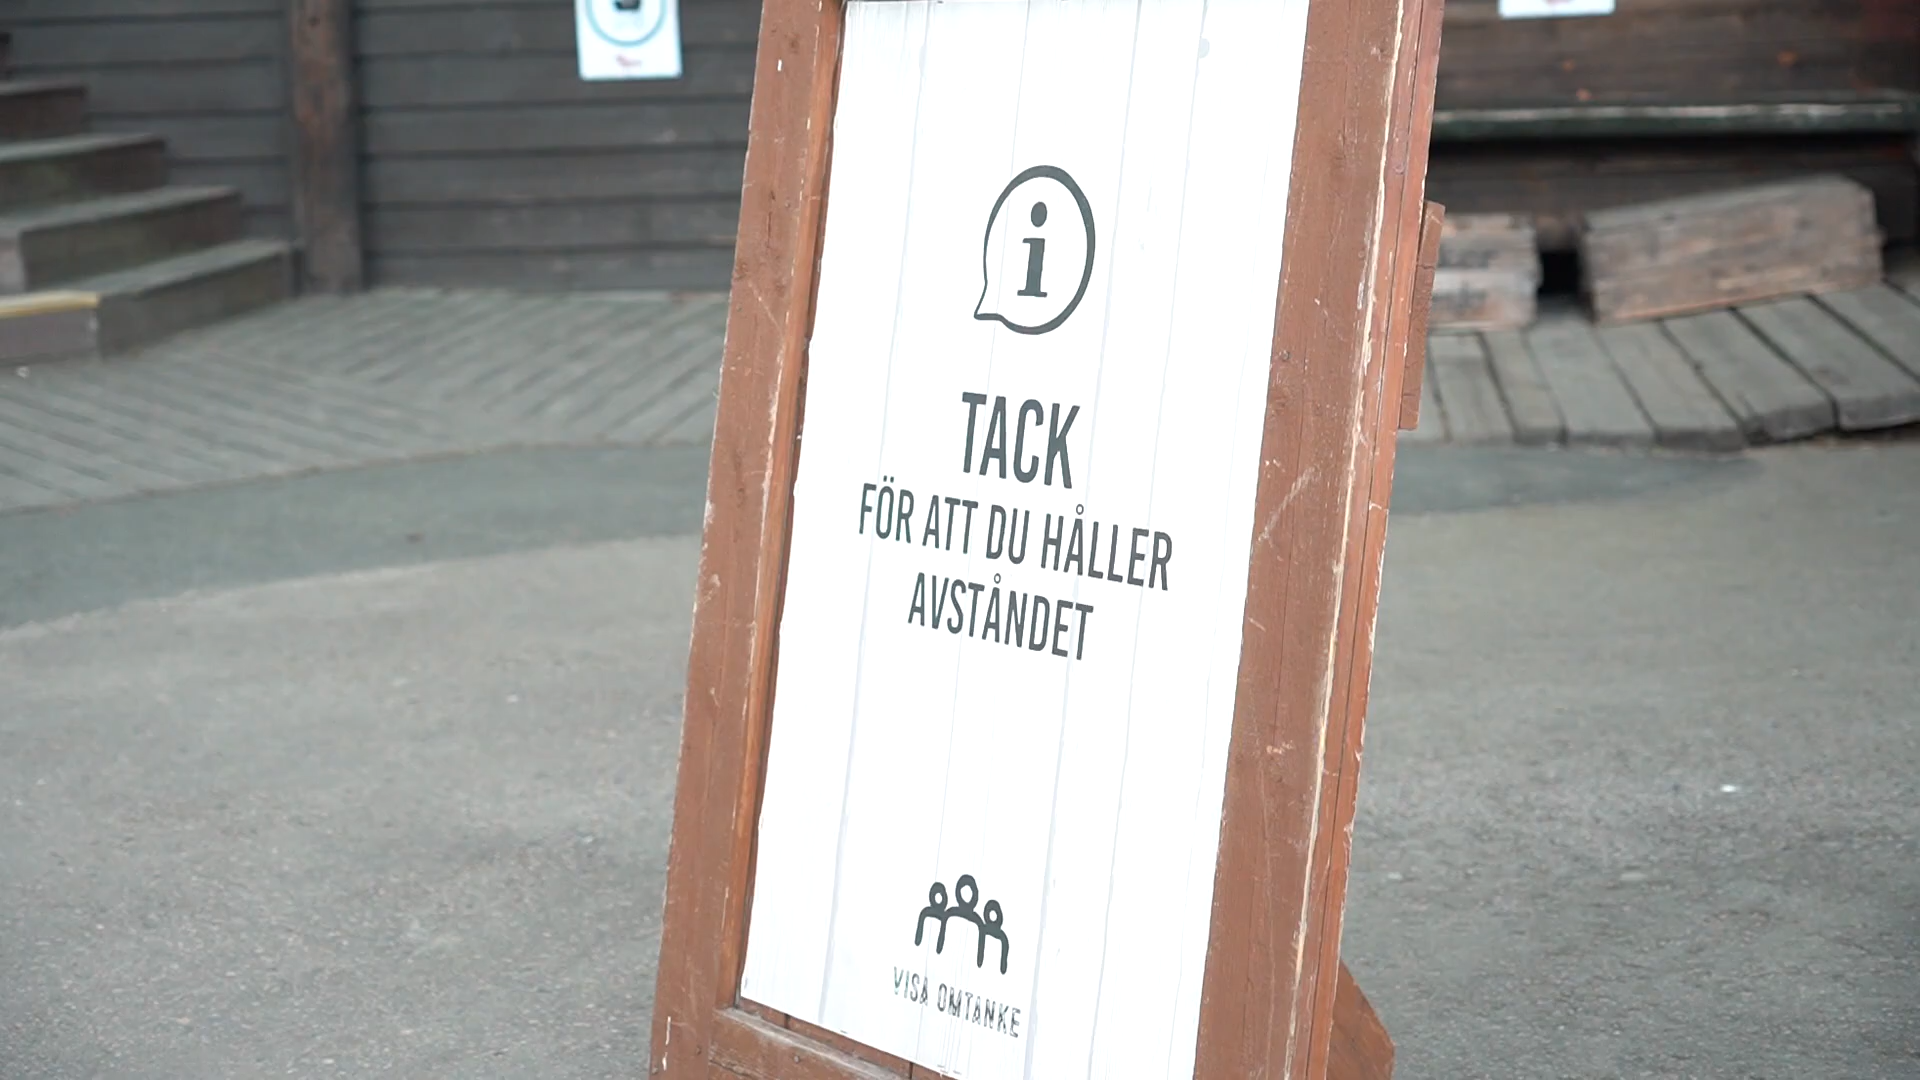 i
TACK
FÖR ATT DU HÅLLER
AVSTÅNDET
VISA OMTANKE